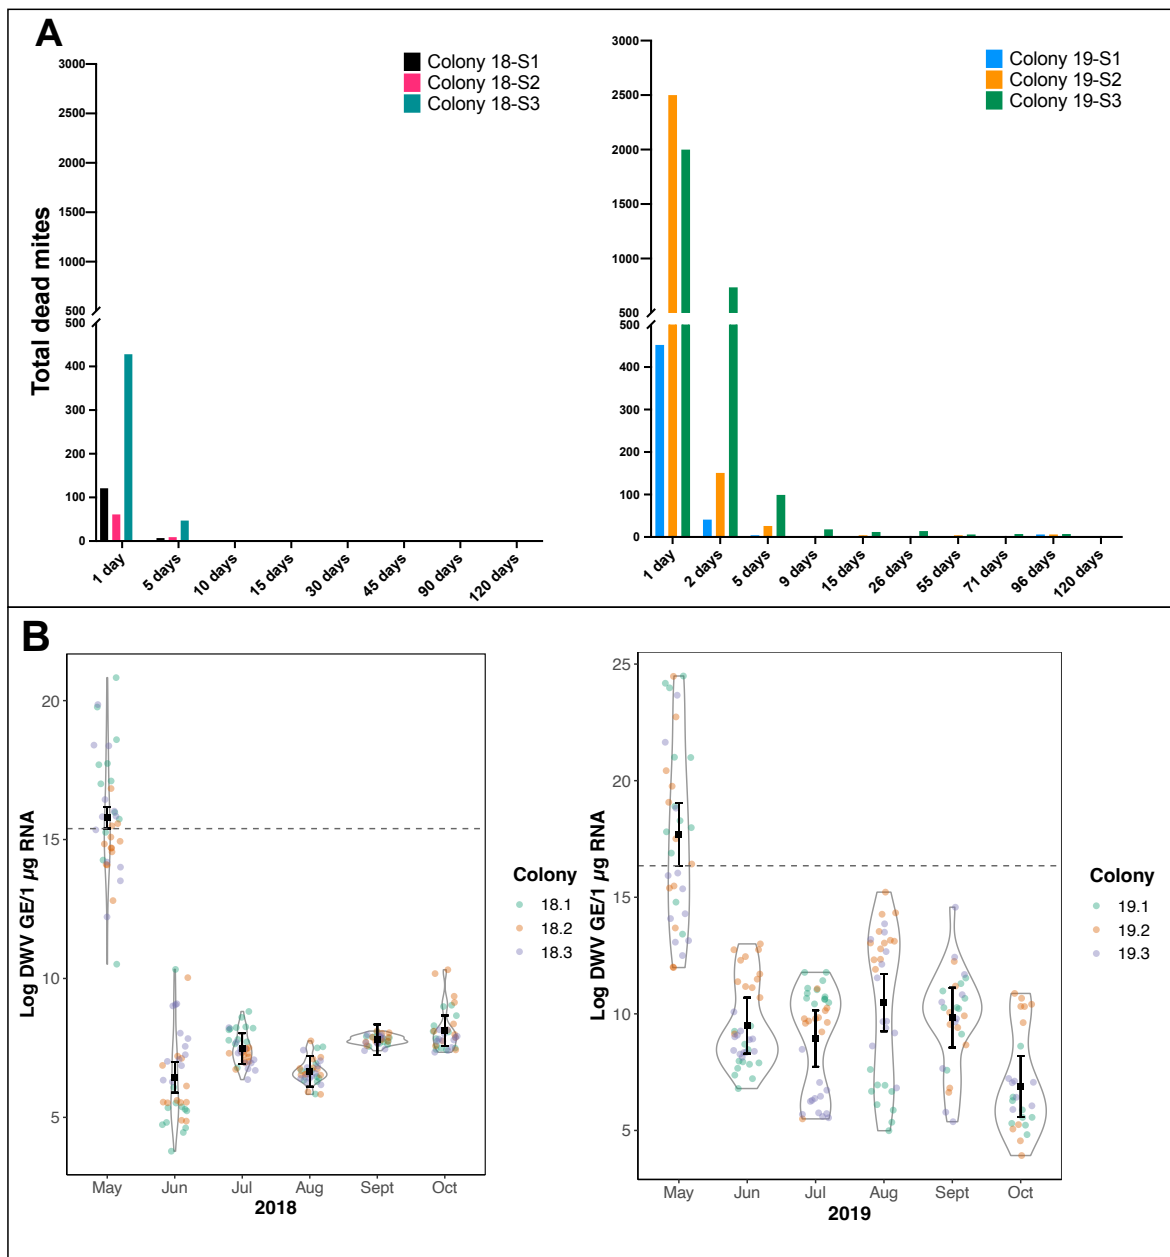 A
Total dead mites
3000
2500
2000
1500
1000
500
500
400
300
200
100
0
Colony 18-S1
Colony 18-S2
Colony 18-S3
1 day
5 days
10 days
15 days
30 days
45 days
90 days
120 days
3000
2500
2000
1500
1000
500
500
400
300
200
100
0
Colony 19-S1
Colony 19-S2
Colony 19-S3
1 day
2 days
5 days
9 days
15 days
26 days
55 days
71 days
96 days
120 days
B
Log DWV GE/1 µg RNA
20
15
10
5
May
Jun
Jul
Aug
Sept
Oct
2018
Colony
18.1
18.2
18.3
Log DWV GE/1 µg RNA
25
20
15
10
5
May
Jun
Jul
Aug
Sept
Oct
2019
Colony
19.1
19.2
19.3